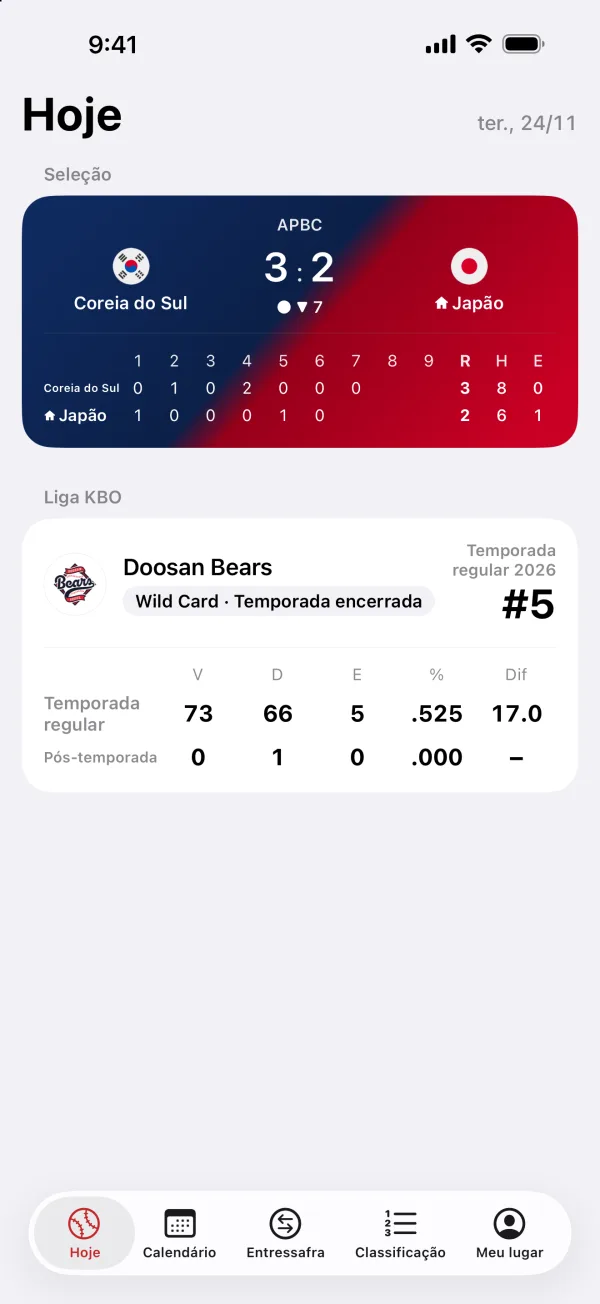 9:41
Hoje
ter., 24/11
Seleção
APBC
3 : 2
Coreia do Sul
Japão
▼ 7
1 2 3 4 5 6 7 8 9 R H E
Coreia do Sul 0 1 0 2 0 0 0 3 8 0
Japão 1 0 0 0 1 0 2 6 1
Liga KBO
Temporada
regular 2026
Bears
Doosan Bears
Wild Card · Temporada encerrada
#5
V D E % Dif
Temporada
regular
73 66 5 .525 17.0
Pós-temporada 0 1 0 .000 –
Hoje
Calendário
Entressafra
Classificação
Meu lugar